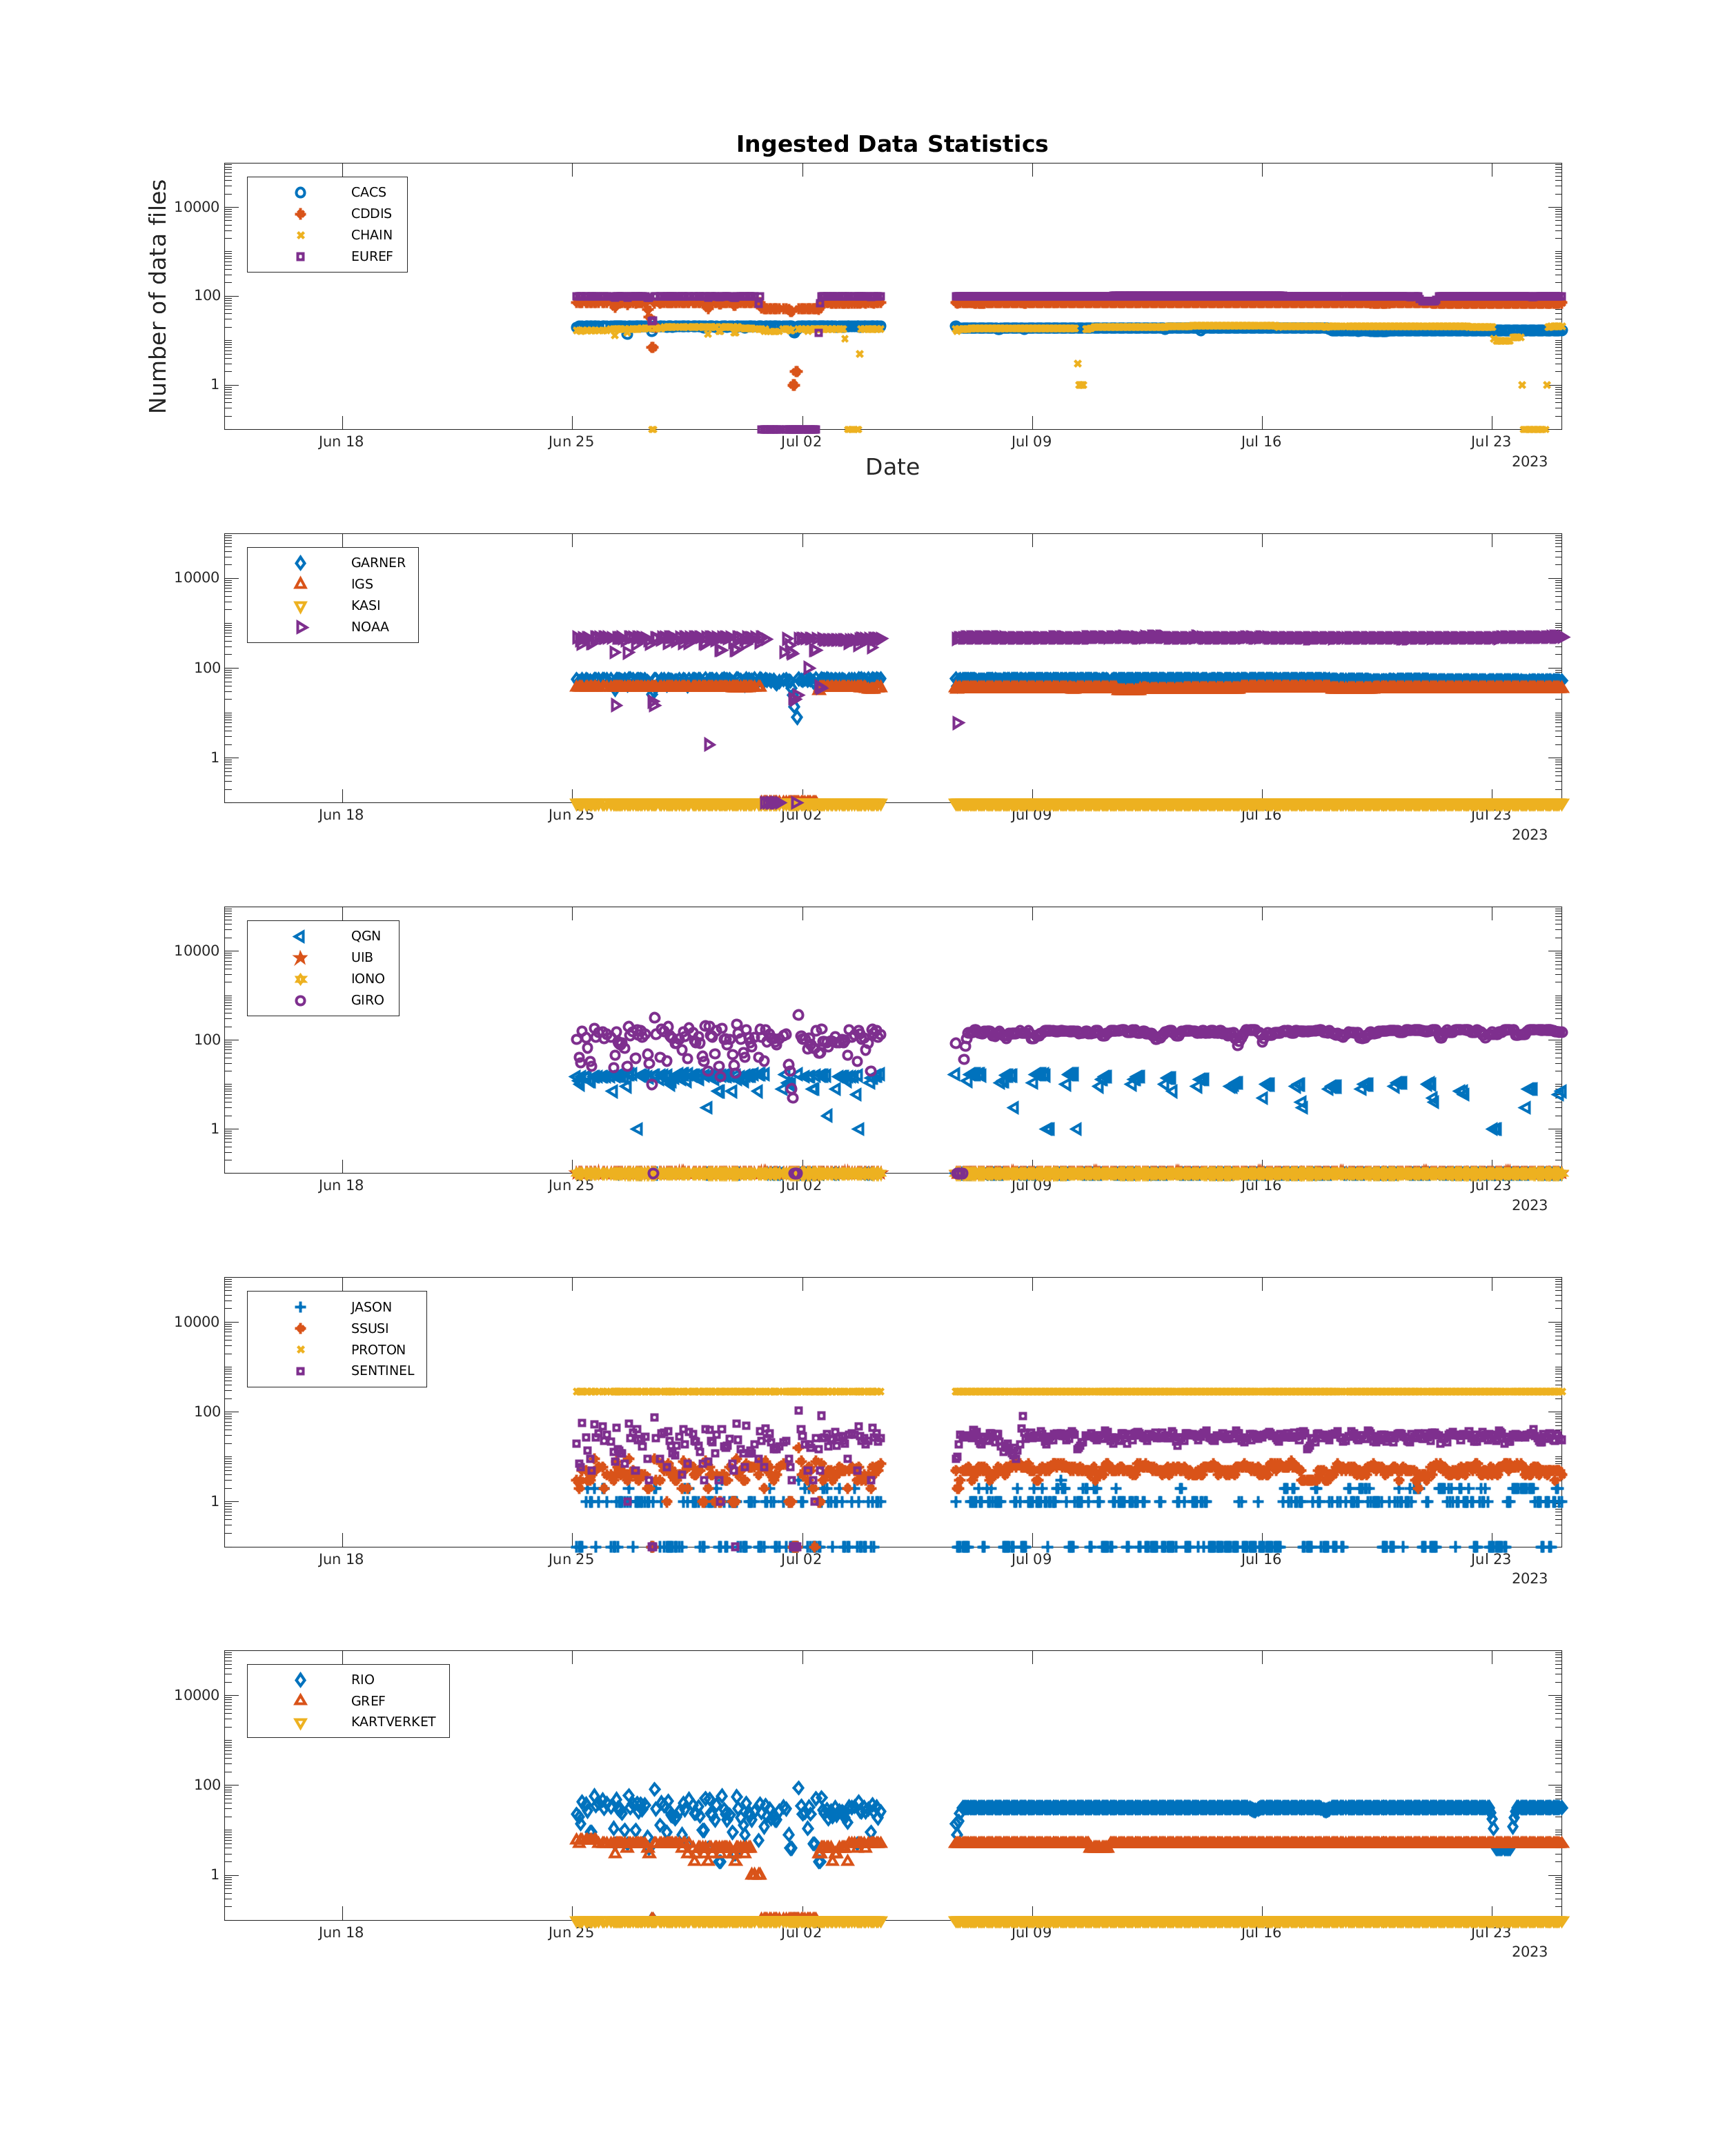 Ingested Data Statistics
Number of data files
CACS
CDDIS
CHAIN
EUREF
10000
100
1
Jun 18 Jun 25 Jul 02 Jul 09 Jul 16 Jul 23
2023
Date
GARNER
IGS
KASI
NOAA
10000
100
1
Jun 18 Jun 25 Jul 02 Jul 09 Jul 16 Jul 23
2023
QGN
UIB
IONO
GIRO
10000
100
1
Jun 18 Jun 25 Jul 02 Jul 09 Jul 16 Jul 23
2023
JASON
SSUSI
PROTON
SENTINEL
10000
100
1
Jun 18 Jun 25 Jul 02 Jul 09 Jul 16 Jul 23
2023
RIO
GREF
KARTVERKET
10000
100
1
Jun 18 Jun 25 Jul 02 Jul 09 Jul 16 Jul 23
2023